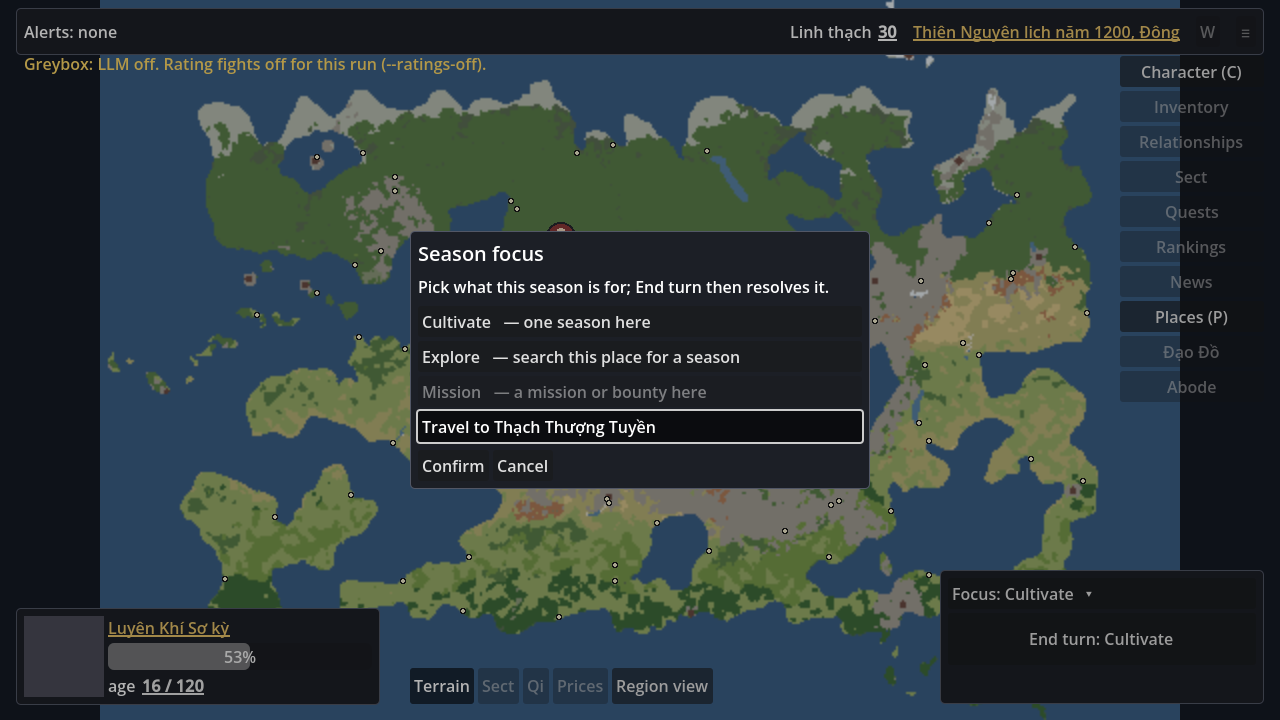 Alerts: none
Linh thạch 30 Thiên Nguyên lich năm 1200, Đông W ≡
Greybox: LLM off. Rating fights off for this run (--ratings-off).
Character (C)
Inventory
Relationships
Sect
Quests
Rankings
News
Places (P)
Đạo Đồ
Abode
Season focus
Pick what this season is for; End turn then resolves it.
Cultivate — one season here
Explore — search this place for a season
Mission — a mission or bounty here
Travel to Thạch Thượng Tuyền
Confirm Cancel
Luyện Khí Sơ kỳ
53%
age 16 / 120
Terrain Sect Qi Prices Region view
Focus: Cultivate ▾
End turn: Cultivate